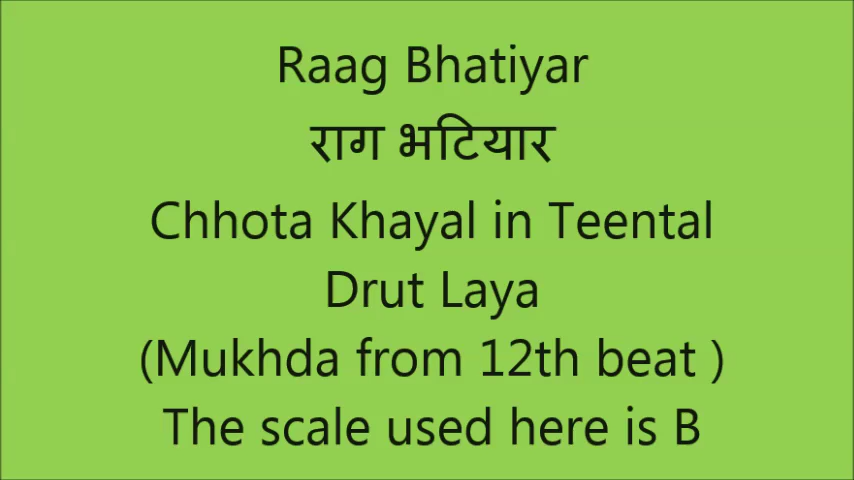 Raag Bhatiyar
राग भटियार
Chhota Khayal in Teental
Drut Laya
(Mukhda from 12th beat )
The scale used here is B